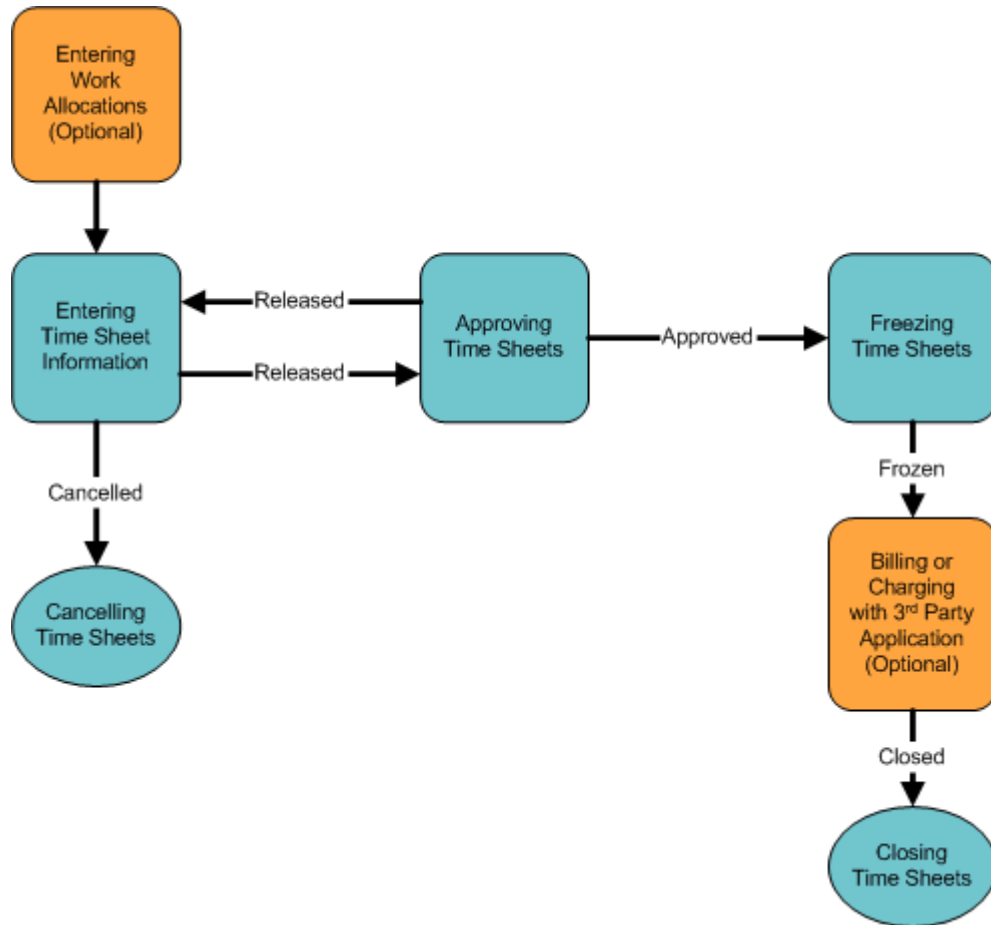 Entering
Work
Allocations
(Optional)
Entering
Time Sheet
Information
Released
Released
Approving
Time Sheets
Approved
Freezing
Time Sheets
Cancelled
Frozen
Cancelling
Time Sheets
Billing or
Charging
with 3rd Party
Application
(Optional)
Closed
Closing
Time Sheets